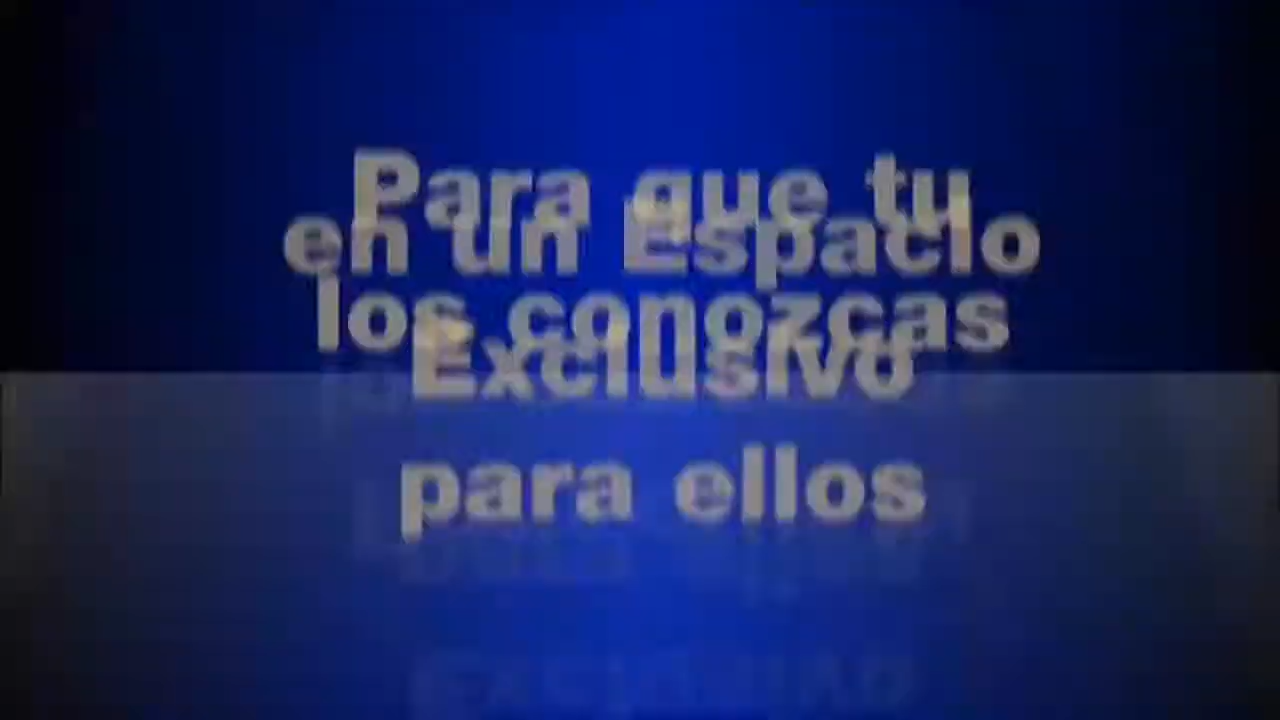 Para que tu
en un Espacio
los conozcas
Exclusivo
para ellos